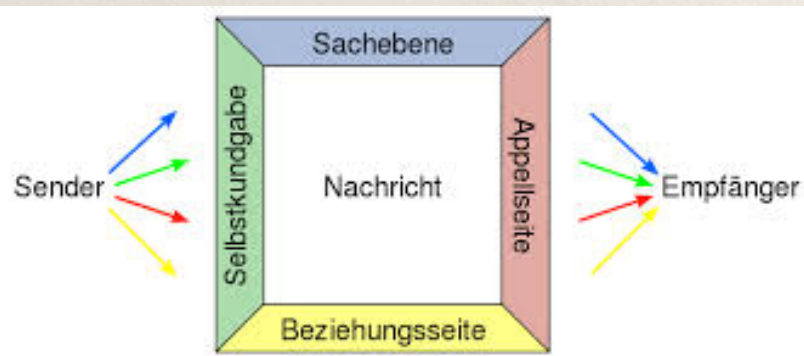 Sachebene
Sender
Selbstkundgabe
Nachricht
Appellseite
Empfänger
Beziehungsseite